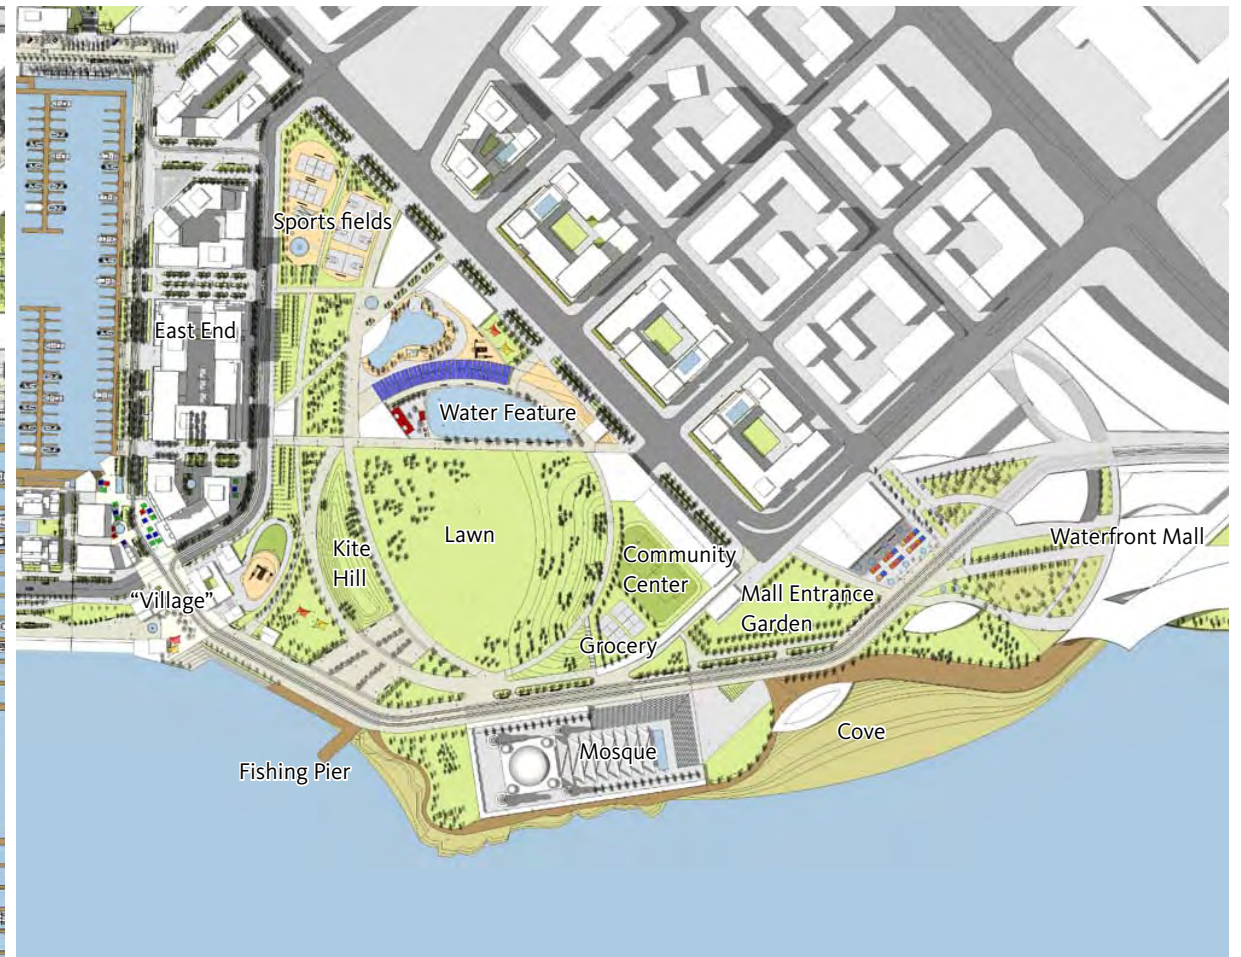 Sports fields
East End
Water Feature
Lawn
Kite
Hill
Community
Center
Waterfront Mall
"Village"
Mall Entrance
Garden
Grocery
Cove
Mosque
Fishing Pier